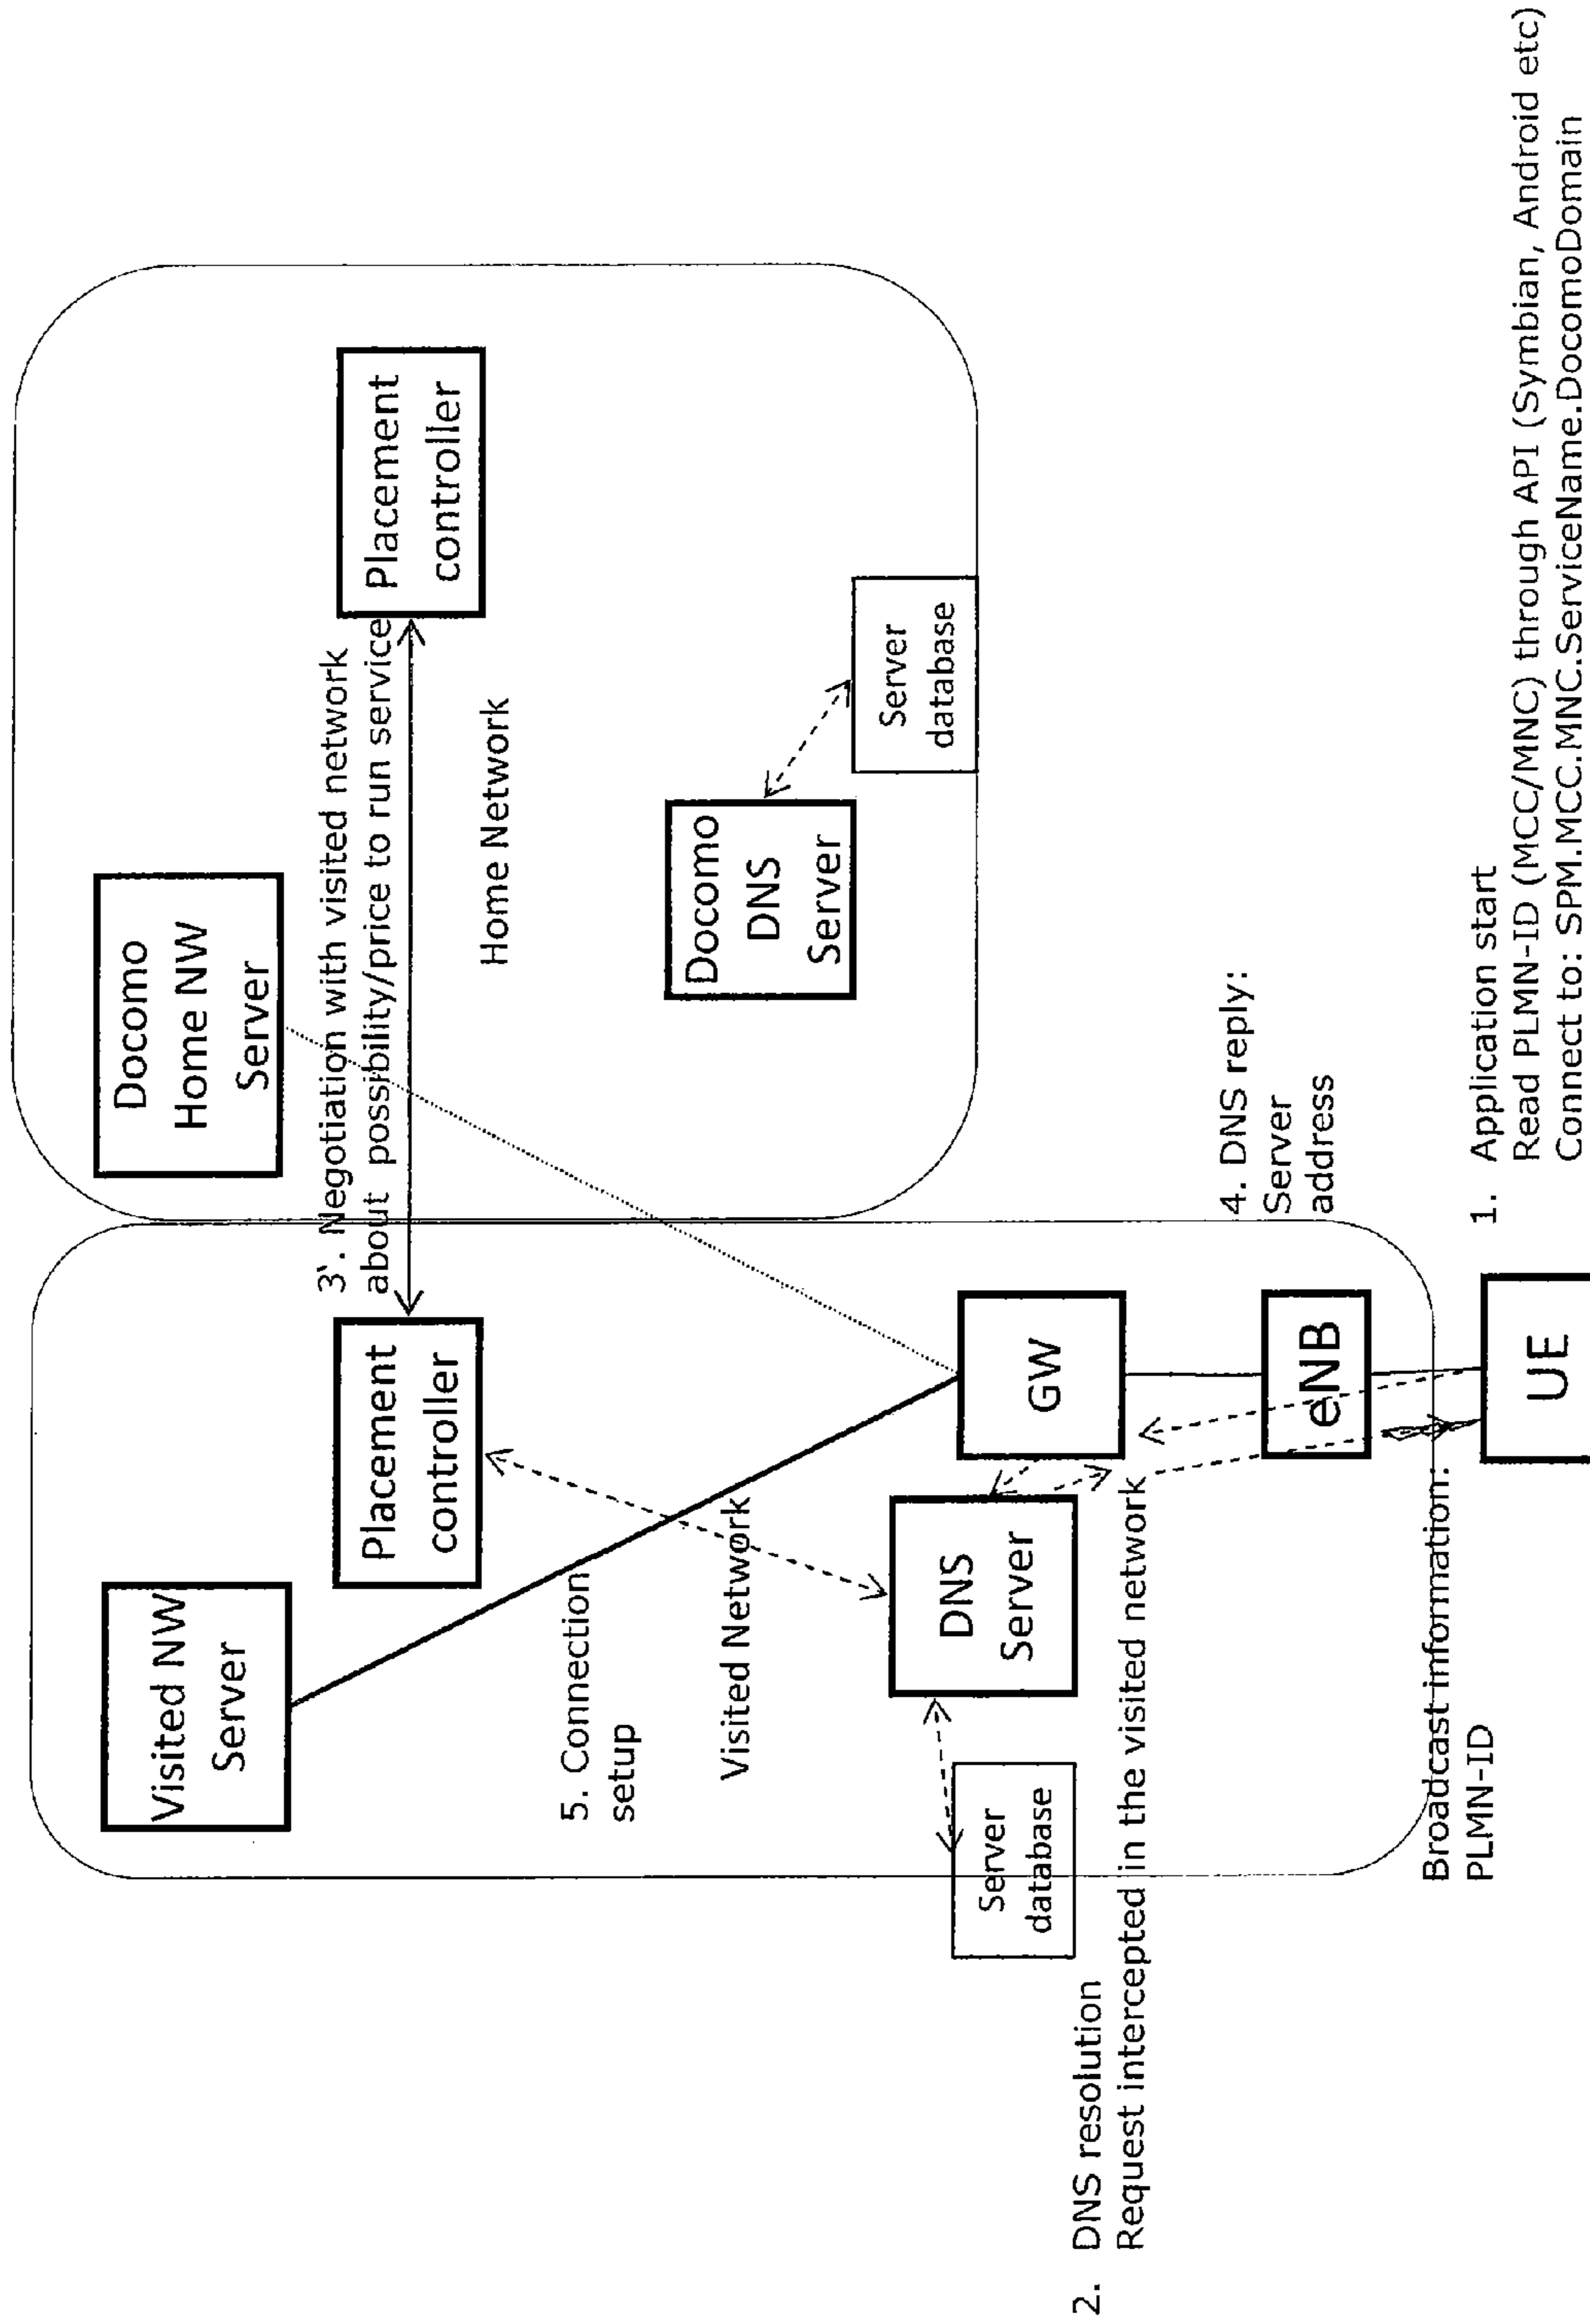 Visited NW
Server
Docomo
Home NW
Server
3‘. Negotiation with visited network
about possibility/price to run service
Placement
controller
Placement
controller
5. Connection
setup
Home Network
Visited Network
Docomo
DNS
Server
Server
database
DNS
Server
Server
database
GW
2. DNS resolution
Request intercepted in the visited network
4. DNS reply:
Server
address
eNB
Broadcast information:
PLMN-ID
UE
1. Application start
Read PLMN-ID (MCC/MNC) through API (Symbian, Android etc)
Connect to: SPM.MCC.MNC.ServiceName.DocomoDomain